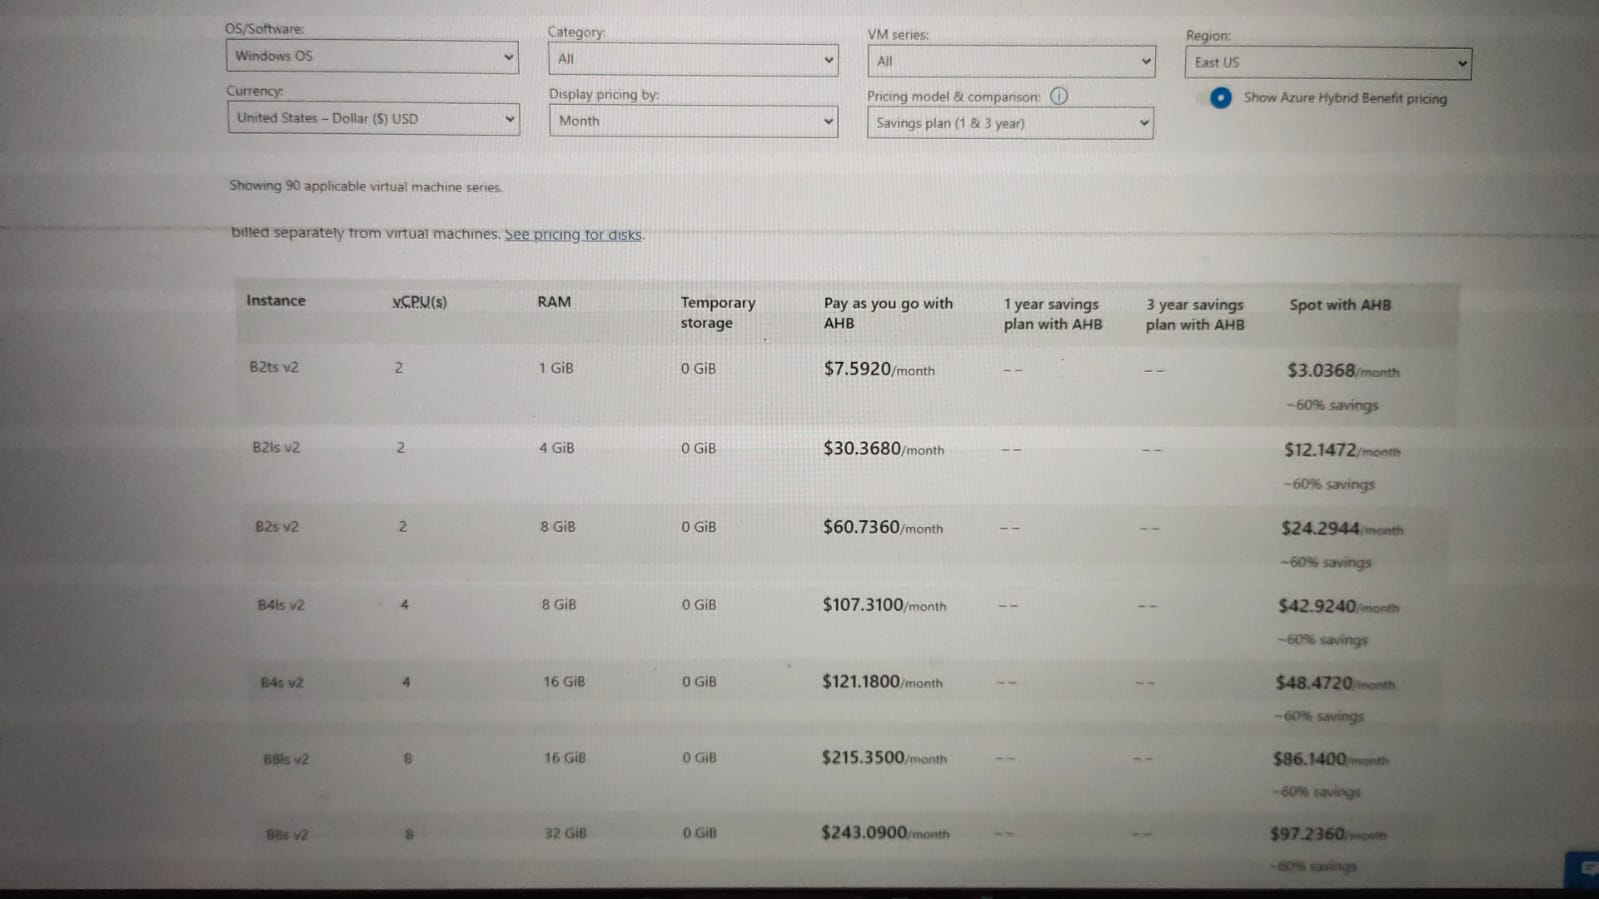 OS/Software: Category: VM series: Region:
Windows OS All All East US
Currency: Display pricing by: Pricing model & comparison: Show Azure Hybrid Benefit pricing
United States – Dollar ($) USD Month Savings plan (1 & 3 year)
Showing 90 applicable virtual machine series.
billed separately from virtual machines. See pricing for disks.
Instance vCPU(s) RAM Temporary storage Pay as you go with AHB 1 year savings plan with AHB 3 year savings plan with AHB Spot with AHB
B2ts v2 2 1 GiB 0 GiB $7.5920/month -- -- $3.0368/month
~60% savings
B2ls v2 2 4 GiB 0 GiB $30.3680/month -- -- $12.1472/month
~60% savings
B2s v2 2 8 GiB 0 GiB $60.7360/month -- -- $24.2944/month
~60% savings
B4ls v2 4 8 GiB 0 GiB $107.3100/month -- -- $42.9240/month
~60% savings
B4s v2 4 16 GiB 0 GiB $121.1800/month -- -- $48.4720/month
~60% savings
B8ls v2 8 16 GiB 0 GiB $215.3500/month -- -- $86.1400/month
~60% savings
B8s v2 8 32 GiB 0 GiB $243.0900/month -- -- $97.2360/month
~60% savings